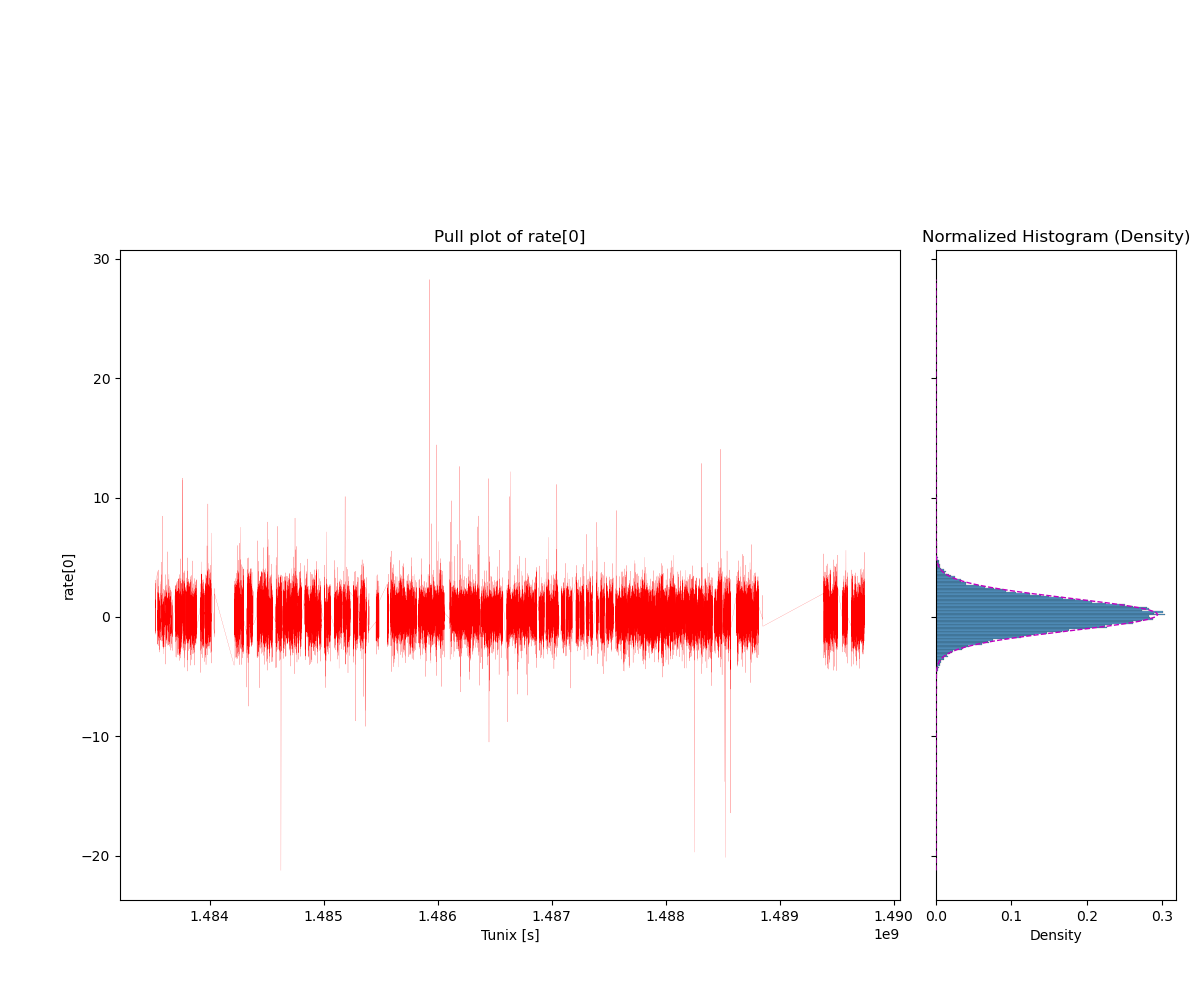 Pull plot of rate[0]
Normalized Histogram (Density)
30
20
10
0
−10
−20
rate[0]
1.484 1.485 1.486 1.487 1.488 1.489 1.490
1e9
Tunix [s]
0.0 0.1 0.2 0.3
Density